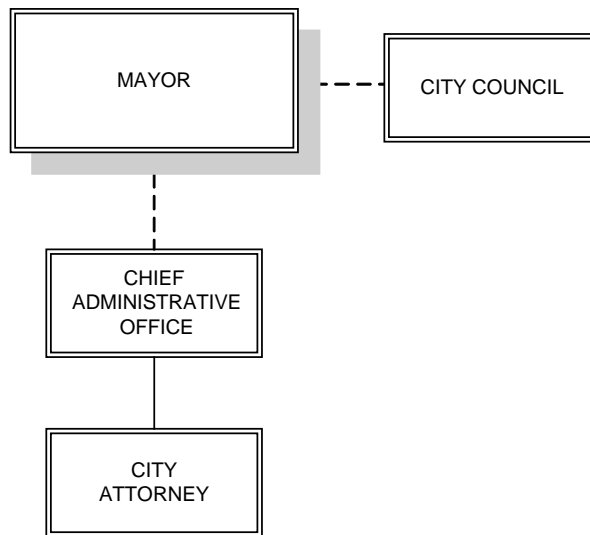 MAYOR
CITY COUNCIL
CHIEF
ADMINISTRATIVE
OFFICE
CITY
ATTORNEY